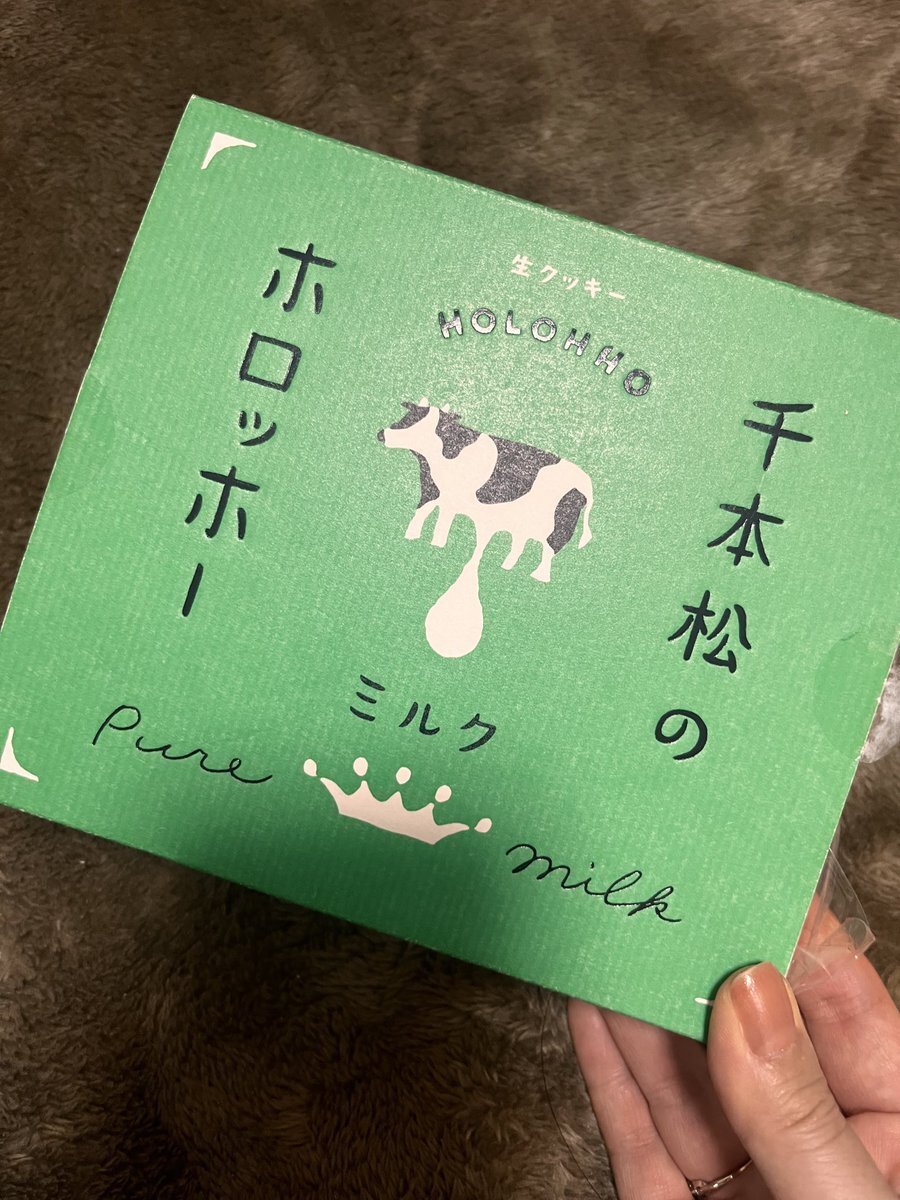 生クッキー
HOLOHHO
千本松の
ホロッホー
ミルク
Pure milk